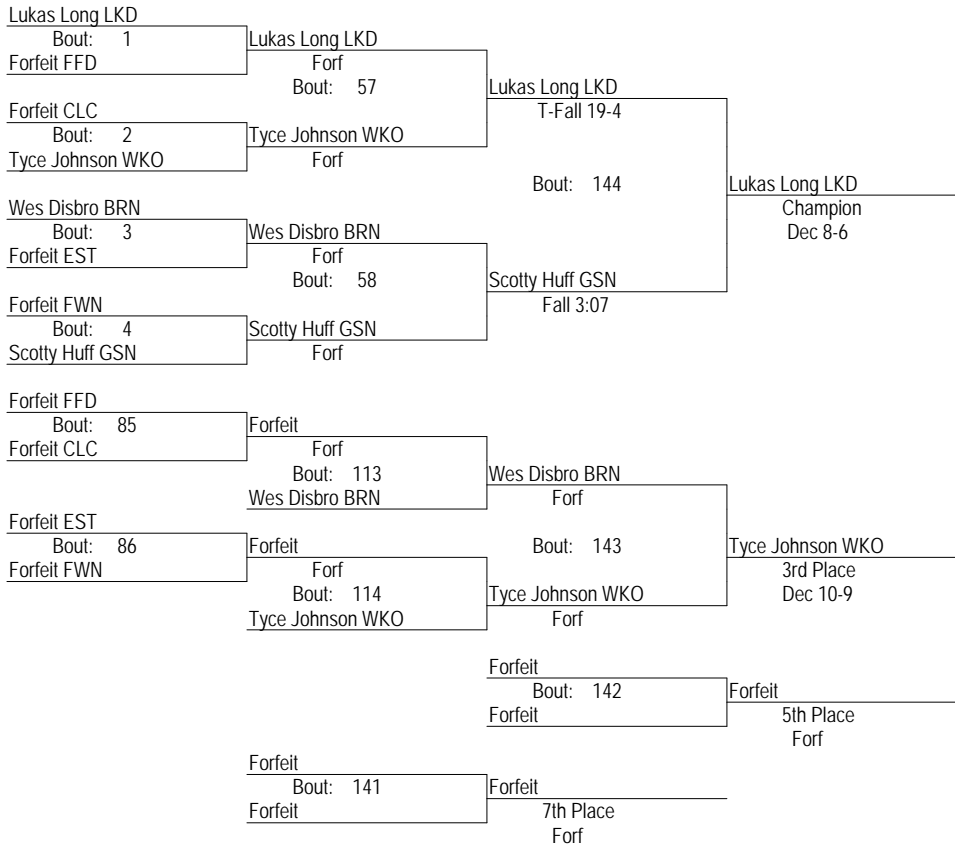 Lukas Long LKD
Bout: 1 Lukas Long LKD
Forfeit FFD Forf
Bout: 57 Lukas Long LKD
Forfeit CLC T-Fall 19-4
Bout: 2 Tyce Johnson WKO
Tyce Johnson WKO Forf
Bout: 144 Lukas Long LKD
Wes Disbro BRN Champion
Bout: 3 Wes Disbro BRN Dec 8-6
Forfeit EST Forf
Bout: 58 Scotty Huff GSN
Forfeit FWN Fall 3:07
Bout: 4 Scotty Huff GSN
Scotty Huff GSN Forf
Forfeit FFD
Bout: 85 Forfeit
Forfeit CLC Forf
Bout: 113 Wes Disbro BRN
Wes Disbro BRN Forf
Forfeit EST
Bout: 86 Forfeit Bout: 143 Tyce Johnson WKO
Forfeit FWN Forf 3rd Place
Bout: 114 Tyce Johnson WKO Dec 10-9
Tyce Johnson WKO Forf
Forfeit
Bout: 142 Forfeit
Forfeit 5th Place
Forf
Forfeit
Bout: 141 Forfeit
Forfeit 7th Place
Forf